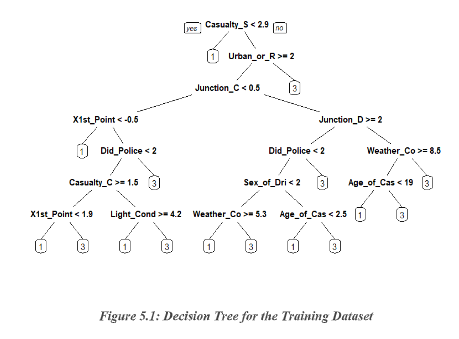 yes Casualty_S < 2.9 no
1 Urban_or_R >= 2
Junction_C < 0.5 3
X1st_Point < -0.5 Junction_D >= 2
1 Did_Police < 2 Did_Police < 2 Weather_Co >= 8.5
Casualty_C >= 1.5 3 Sex_of_Dri < 2 3 Age_of_Cas < 19 3
X1st_Point < 1.9 Light_Cond >= 4.2 Weather_Co >= 5.3 Age_of_Cas < 2.5 1 3
1 3 1 3 1 3 1 3
Figure 5.1: Decision Tree for the Training Dataset